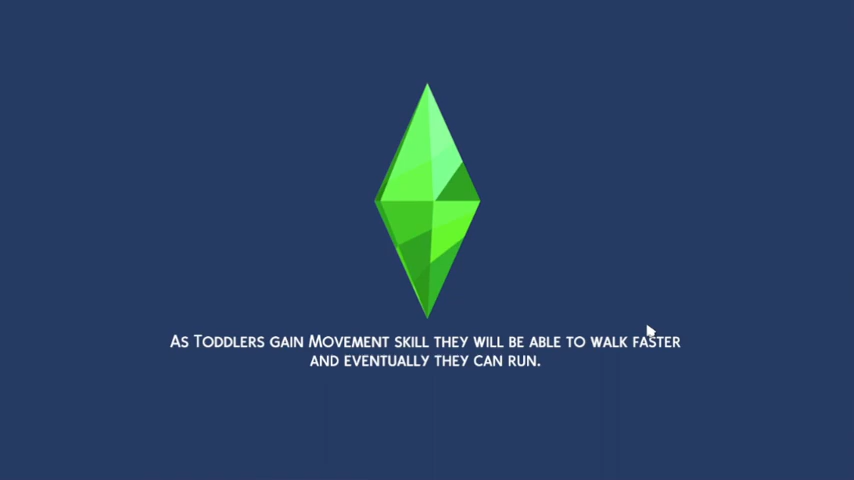 As Toddlers gain Movement skill they will be able to walk faster
and eventually they can run.